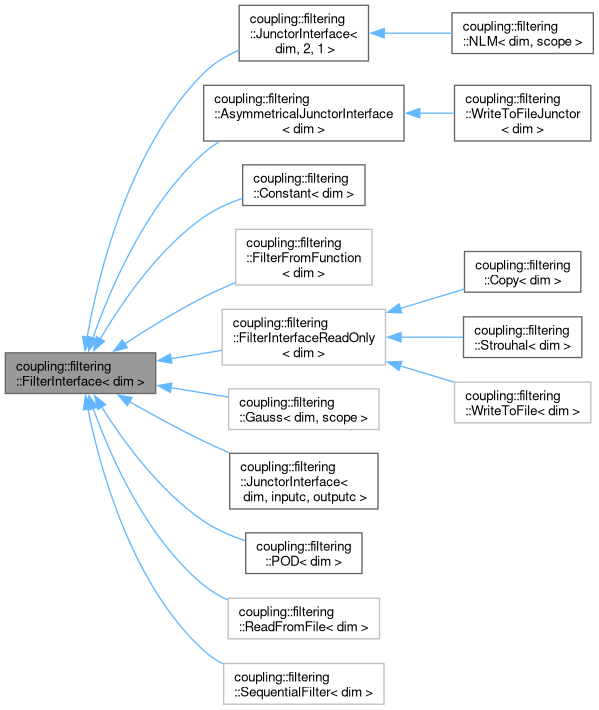 coupling::filtering
::JunctorInterface<
dim, 2, 1 >
coupling::filtering
::NLM< dim, scope >
coupling::filtering
::AsymmetricalJunctorInterface
< dim >
coupling::filtering
::WriteToFileJunctor
< dim >
coupling::filtering
::Constant< dim >
coupling::filtering
::FilterFromFunction
< dim >
coupling::filtering
::Copy< dim >
coupling::filtering
::FilterInterfaceReadOnly
< dim >
coupling::filtering
::Strouhal< dim >
coupling::filtering
::FilterInterface< dim >
coupling::filtering
::WriteToFile< dim >
coupling::filtering
::Gauss< dim, scope >
coupling::filtering
::JunctorInterface<
dim, inputc, outputc >
coupling::filtering
::POD< dim >
coupling::filtering
::ReadFromFile< dim >
coupling::filtering
::SequentialFilter< dim >